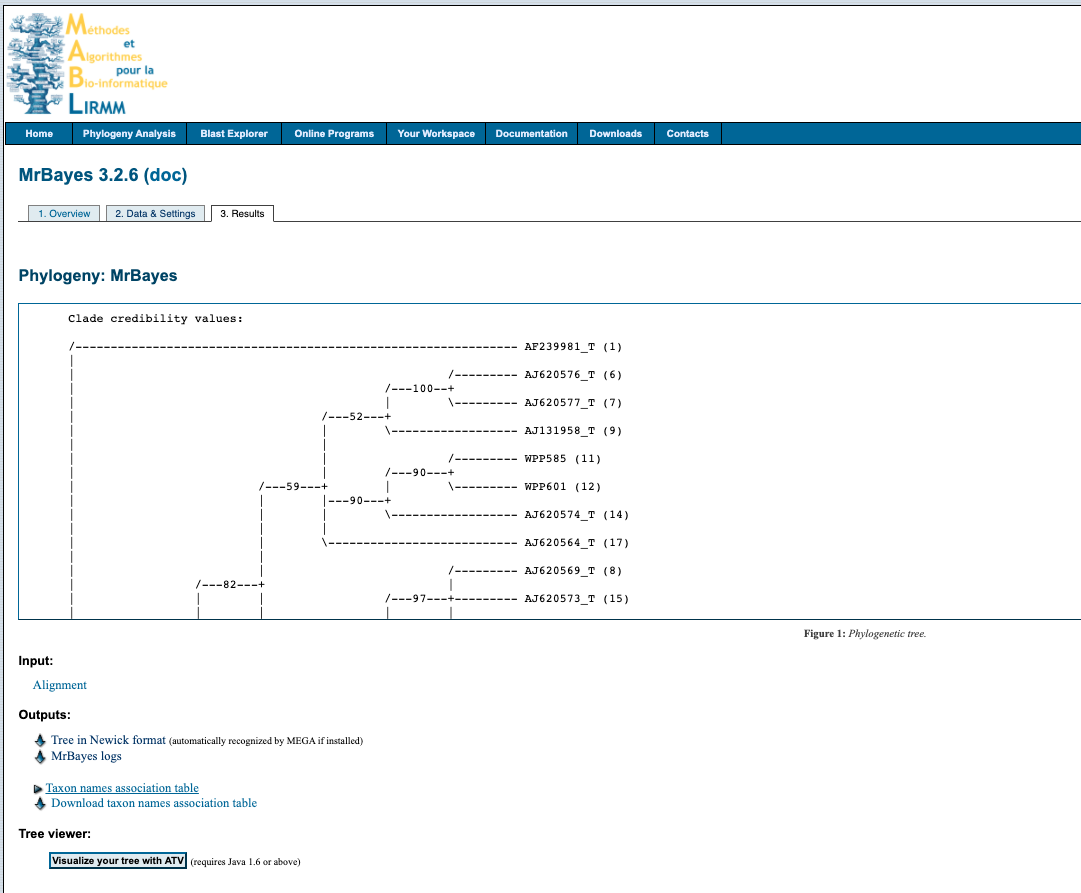 Méthodes
et
Algorithmes
pour la
Bio-informatique
LIRMM
Home Phylogeny Analysis Blast Explorer Online Programs Your Workspace Documentation Downloads Contacts
MrBayes 3.2.6 (doc)
1. Overview 2. Data & Settings 3. Results
Phylogeny: MrBayes
Clade credibility values:
/--------------------------------------------------------------- AF239981_T (1)
|
| /--------- AJ620576_T (6)
| /---100--+
| | \--------- AJ620577_T (7)
| /---52---+
| | \------------------ AJ131958_T (9)
| |
| | /--------- WPP585 (11)
| | /---90---+
| /---59---+ | \--------- WPP601 (12)
| | |---90---+
| | | \------------------ AJ620574_T (14)
| | |
| | \--------------------------- AJ620564_T (17)
| |
| | /--------- AJ620569_T (8)
| /---82---+ |
| | | /---97---+--------- AJ620573_T (15)
| | | | |
Figure 1: Phylogenetic tree.
Input:
Alignment
Outputs:
Tree in Newick format (automatically recognized by MEGA if installed)
MrBayes logs
Taxon names association table
Download taxon names association table
Tree viewer:
Visualize your tree with ATV (requires Java 1.6 or above)